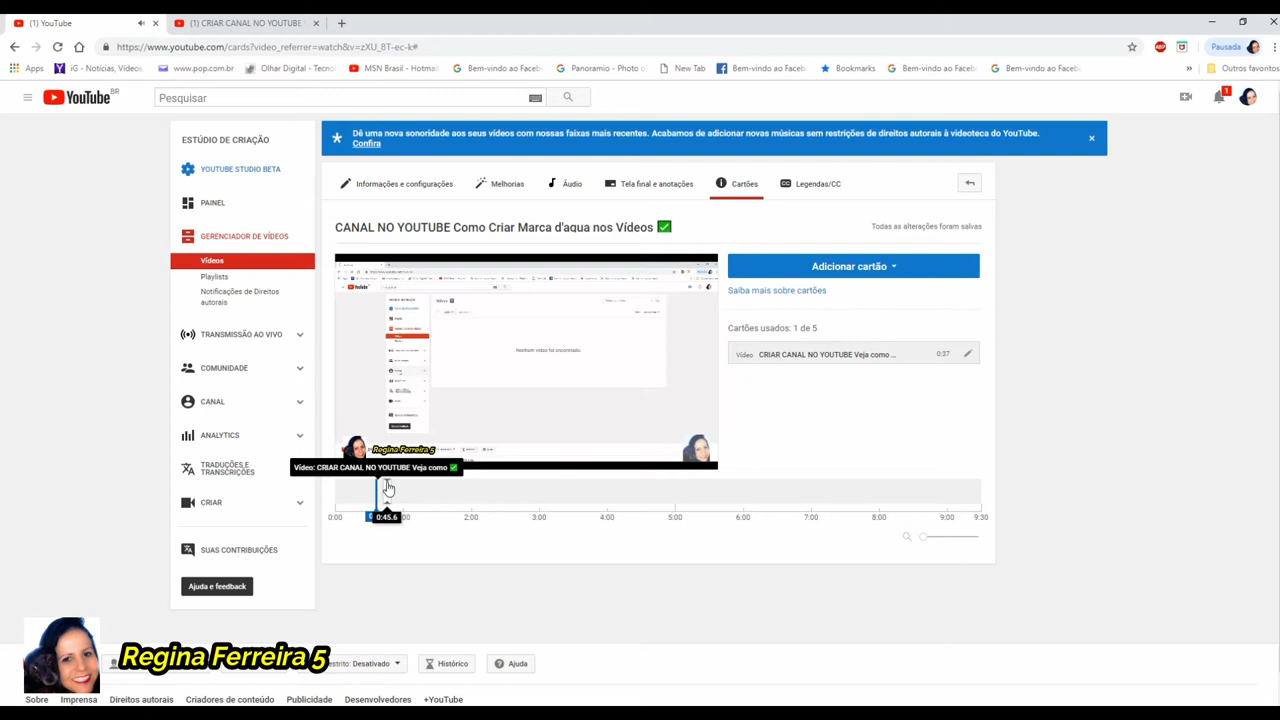 (1) YouTube
(1) CRIAR CANAL NO YOUTUBE
https://www.youtube.com/cards?video_referrer=watch&v=zXU_8T-ec-k#
Pausada
Apps
iG - Notícias, Vídeos
www.pop.com.br
Olhar Digital - Tecno
MSN Brasil - Hotmail
Bem-vindo ao Faceb
Panoramio - Photo o
New Tab
Bem-vindo ao Faceb
Bookmarks
Bem-vindo ao Faceb
Bem-vindo ao Faceb
»
Outros favoritos
YouTube BR
Pesquisar
1
ESTÚDIO DE CRIAÇÃO
YOUTUBE STUDIO BETA
PAINEL
GERENCIADOR DE VÍDEOS
Vídeos
Playlists
Notificações de Direitos
autorais
TRANSMISSÃO AO VIVO
COMUNIDADE
CANAL
ANALYTICS
TRADUÇÕES E
TRANSCRIÇÕES
CRIAR
SUAS CONTRIBUIÇÕES
Ajuda e feedback
Dê uma nova sonoridade aos seus vídeos com nossas faixas mais recentes. Acabamos de adicionar novas músicas sem restrições de direitos autorais à videoteca do YouTube.
Confira
Informações e configurações
Melhorias
Áudio
Tela final e anotações
Cartões
CC Legendas/CC
CANAL NO YOUTUBE Como Criar Marca d'agua nos Vídeos ✅
Todas as alterações foram salvas
Nenhum vídeo foi encontrado.
Regina Ferreira 5
Adicionar cartão
Saiba mais sobre cartões
Cartões usados: 1 de 5
Vídeo CRIAR CANAL NO YOUTUBE Veja como ... 0:37
Vídeo: CRIAR CANAL NO YOUTUBE Veja como ✅
0:45.6
0:00 2:00 3:00 4:00 5:00 6:00 7:00 8:00 9:00 9:30
Regina Ferreira 5
Desativado
Histórico
Ajuda
Sobre
Imprensa
Direitos autorais
Criadores de conteúdo
Publicidade
Desenvolvedores
+YouTube